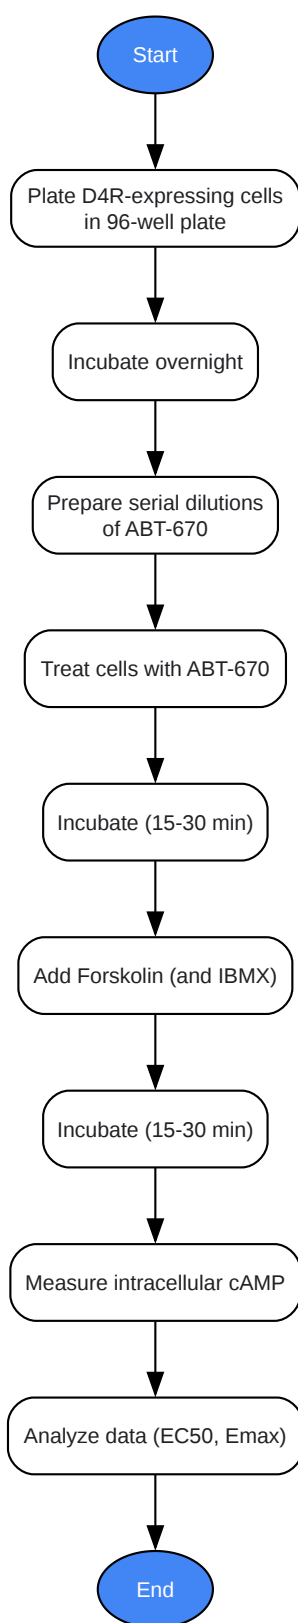 Start
Plate D4R-expressing cells
in 96-well plate
Incubate overnight
Prepare serial dilutions
of ABT-670
Treat cells with ABT-670
Incubate (15-30 min)
Add Forskolin (and IBMX)
Incubate (15-30 min)
Measure intracellular cAMP
Analyze data (EC50, Emax)
End